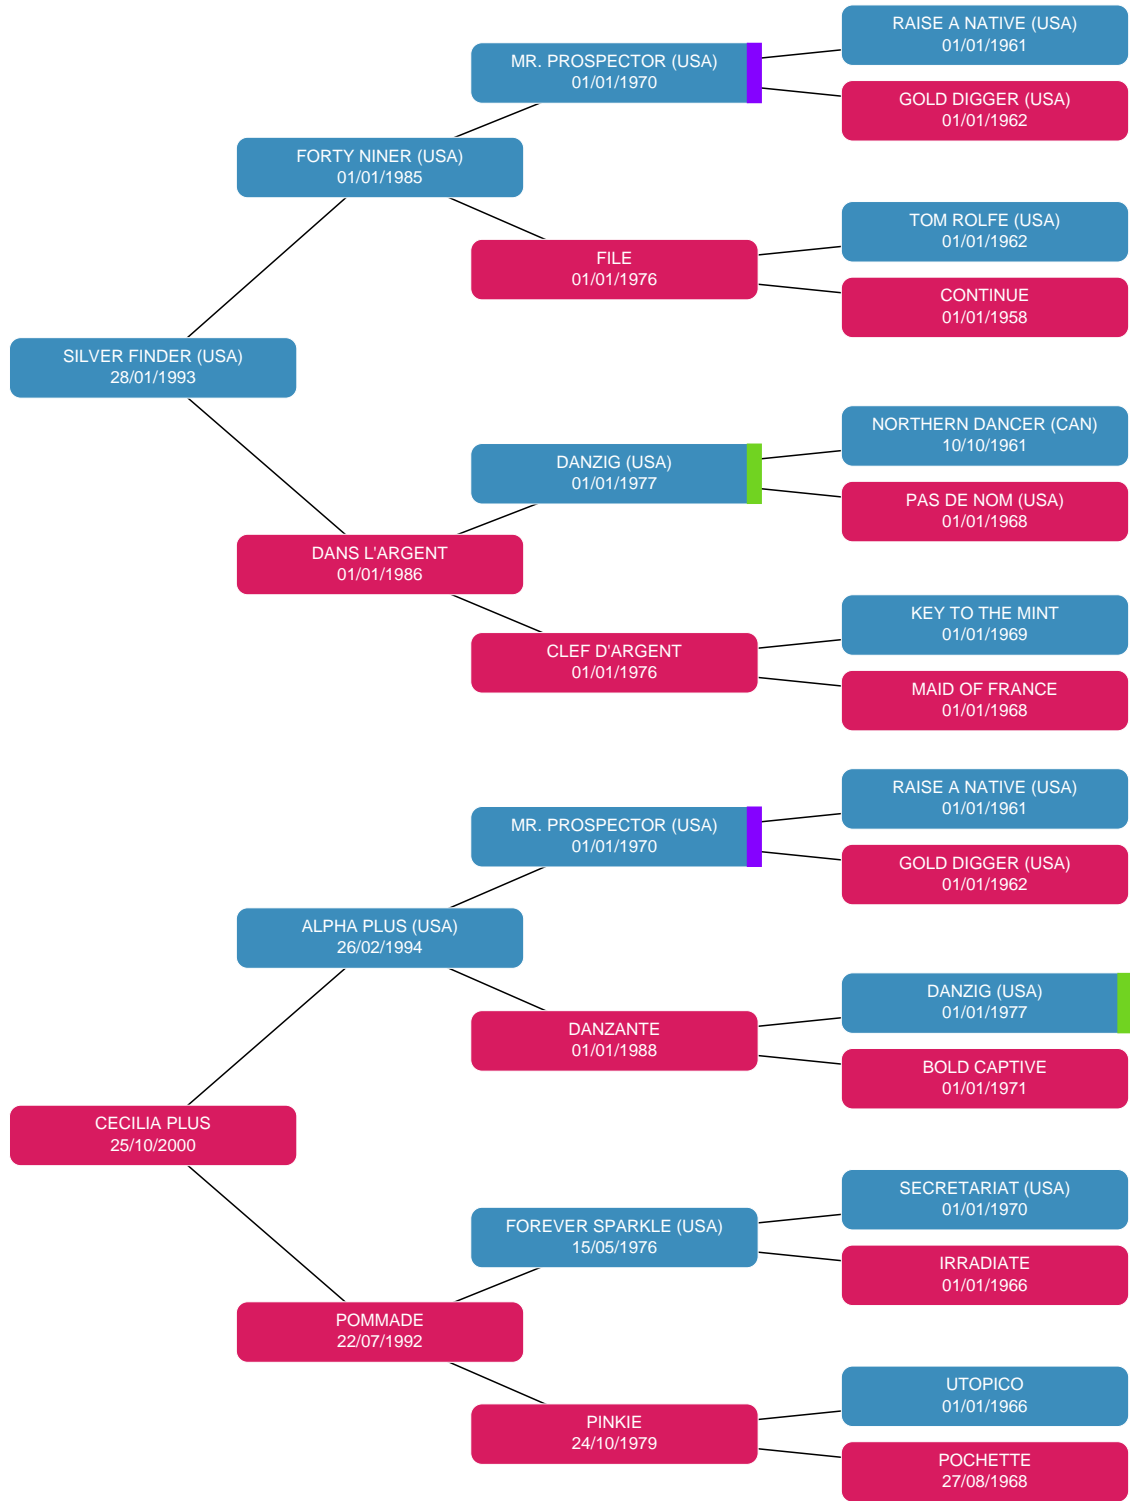 RAISE A NATIVE (USA)
01/01/1961
MR. PROSPECTOR (USA)
01/01/1970
GOLD DIGGER (USA)
01/01/1962
FORTY NINER (USA)
01/01/1985
TOM ROLFE (USA)
01/01/1962
FILE
01/01/1976
CONTINUE
01/01/1958
SILVER FINDER (USA)
28/01/1993
NORTHERN DANCER (CAN)
10/10/1961
DANZIG (USA)
01/01/1977
PAS DE NOM (USA)
01/01/1968
DANS L'ARGENT
01/01/1986
KEY TO THE MINT
01/01/1969
CLEF D'ARGENT
01/01/1976
MAID OF FRANCE
01/01/1968
RAISE A NATIVE (USA)
01/01/1961
MR. PROSPECTOR (USA)
01/01/1970
GOLD DIGGER (USA)
01/01/1962
ALPHA PLUS (USA)
26/02/1994
DANZIG (USA)
01/01/1977
DANZANTE
01/01/1988
BOLD CAPTIVE
01/01/1971
CECILIA PLUS
25/10/2000
SECRETARIAT (USA)
01/01/1970
FOREVER SPARKLE (USA)
15/05/1976
IRRADIATE
01/01/1966
POMMADE
22/07/1992
UTOPICO
01/01/1966
PINKIE
24/10/1979
POCHETTE
27/08/1968